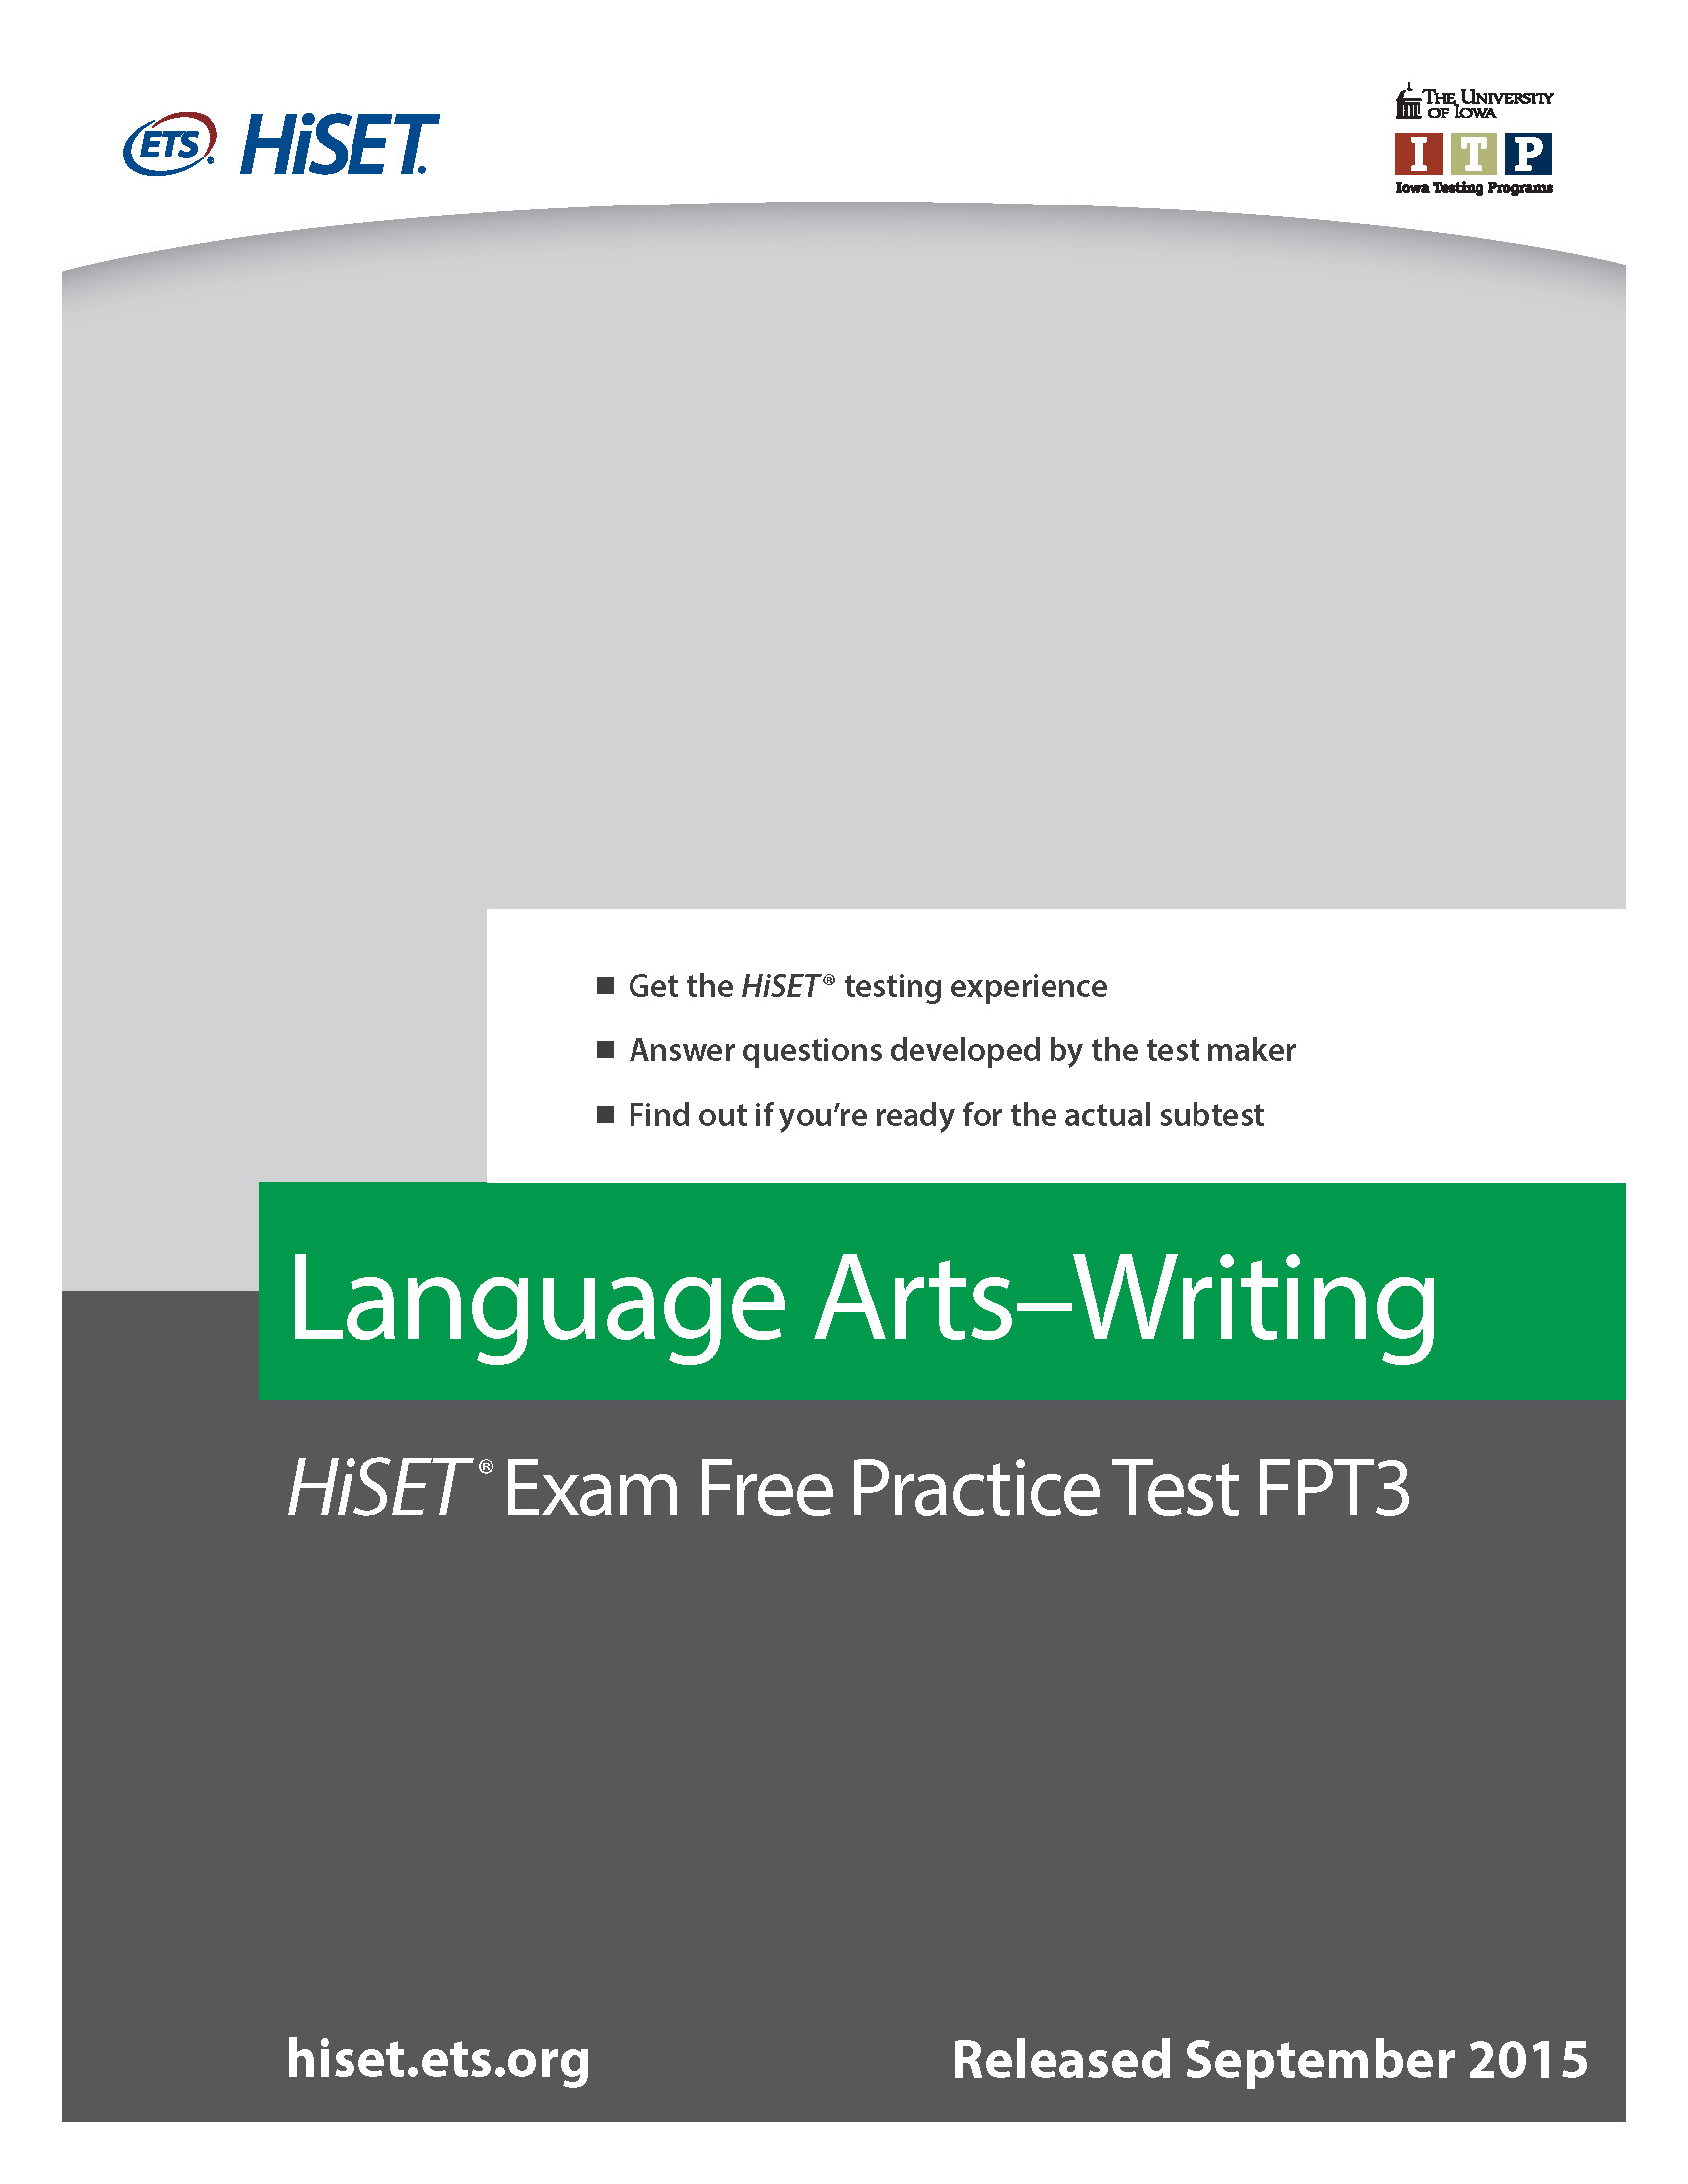 ETS® HiSET®
THE UNIVERSITY
OF IOWA
ITP
Iowa Testing Programs
■ Get the HiSET® testing experience
■ Answer questions developed by the test maker
■ Find out if you’re ready for the actual subtest
Language Arts–Writing
HiSET® Exam Free Practice Test FPT3
hiset.ets.org
Released September 2015